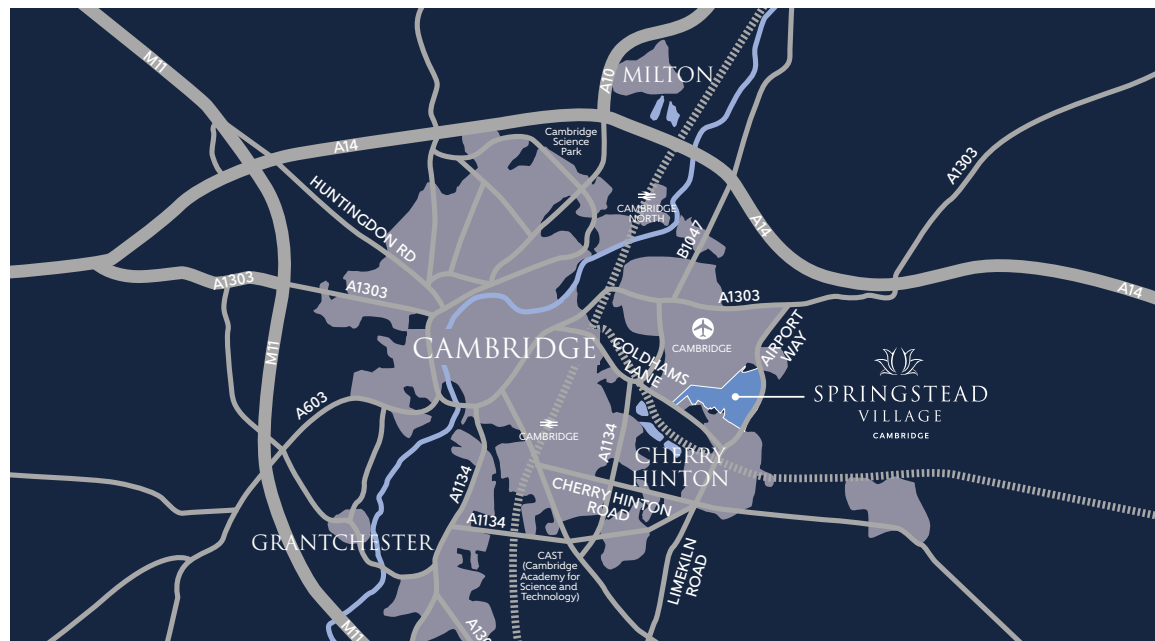 M11
A10
MILTON
A14
Cambridge
Science
Park
A1303
HUNTINGDON RD
CAMBRIDGE
NORTH
A14
B1047
A1303
A1303
A1303
A14
M11
CAMBRIDGE
CAMBRIDGE
COLDHAMS
LANE
AIRPORT
WAY
SPRINGSTEAD
VILLAGE
CAMBRIDGE
A603
CAMBRIDGE
A1134
CHERRY
HINTON
A1134
CHERRY HINTON
ROAD
A1134
GRANTCHESTER
CAST
(Cambridge
Academy for
Science and
Technology)
LIMEKILN
ROAD
M11